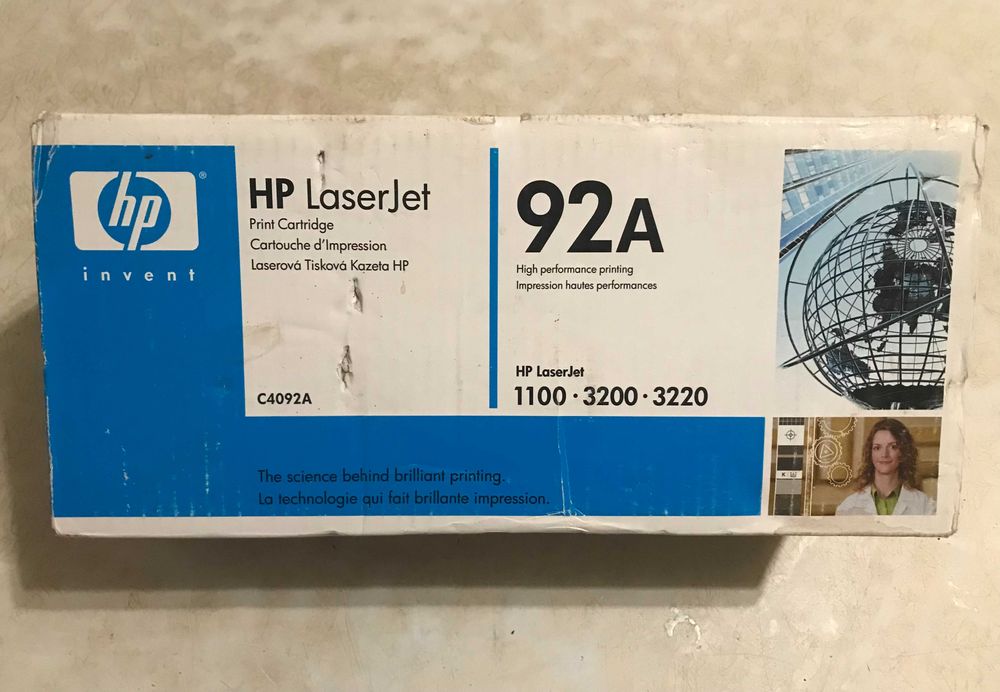 hp
®
invent
HP LaserJet
Print Cartridge
Cartouche d'Impression
Laserová Tisková Kazeta HP
C4092A
92A
High performance printing
Impression hautes performances
HP LaserJet
1100 · 3200 · 3220
The science behind brilliant printing.
La technologie qui fait brillante impression.